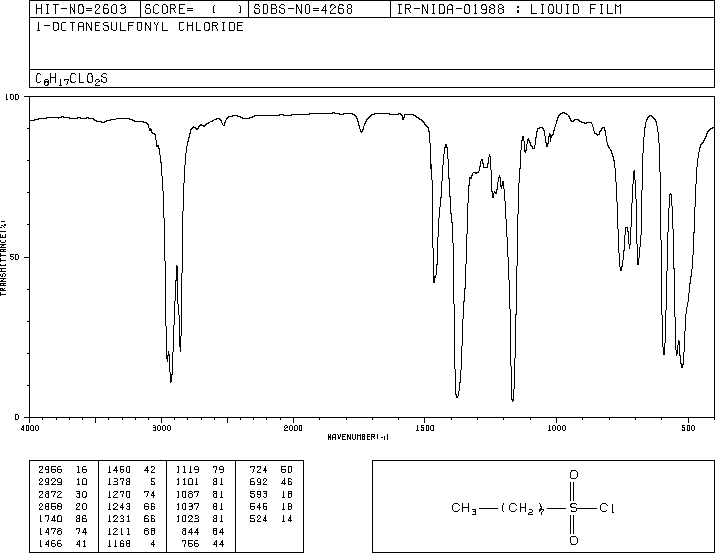 HIT-NO=2603 SCORE= ( ) SDBS-NO=4268 IR-NIDA-01988 : LIQUID FILM
1-OCTANESULFONYL CHLORIDE
C8H17CLO2S
100
50
0
TRANSMITTANCE(%)
4000 3000 2000 1500 1000 500
WAVENUMBER(-1)
2956 16 1460 42 1119 79 724 50
2929 10 1378 5 1101 81 692 46
2872 30 1270 74 1087 81 593 18
2858 20 1243 66 1037 81 545 18
1740 86 1231 66 1023 81 524 14
1478 74 1211 68 844 84
1466 41 1168 4 756 44
O
CH3—(CH2)7—S—Cl
O